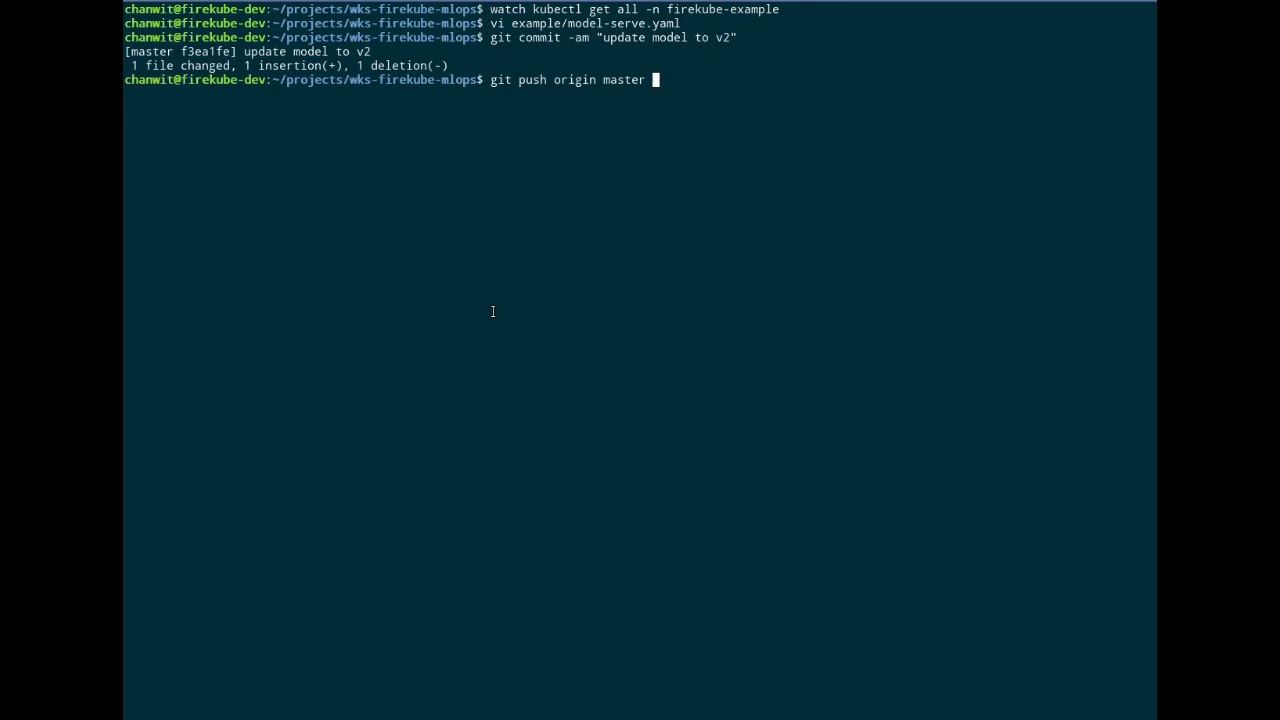 chanwit@firekube-dev:~/projects/wks-firekube-mlops$ watch kubectl get all -n firekube-example
chanwit@firekube-dev:~/projects/wks-firekube-mlops$ vi example/model-serve.yaml
chanwit@firekube-dev:~/projects/wks-firekube-mlops$ git commit -am "update model to v2"
[master f3ea1fe] update model to v2
 1 file changed, 1 insertion(+), 1 deletion(-)
chanwit@firekube-dev:~/projects/wks-firekube-mlops$ git push origin master